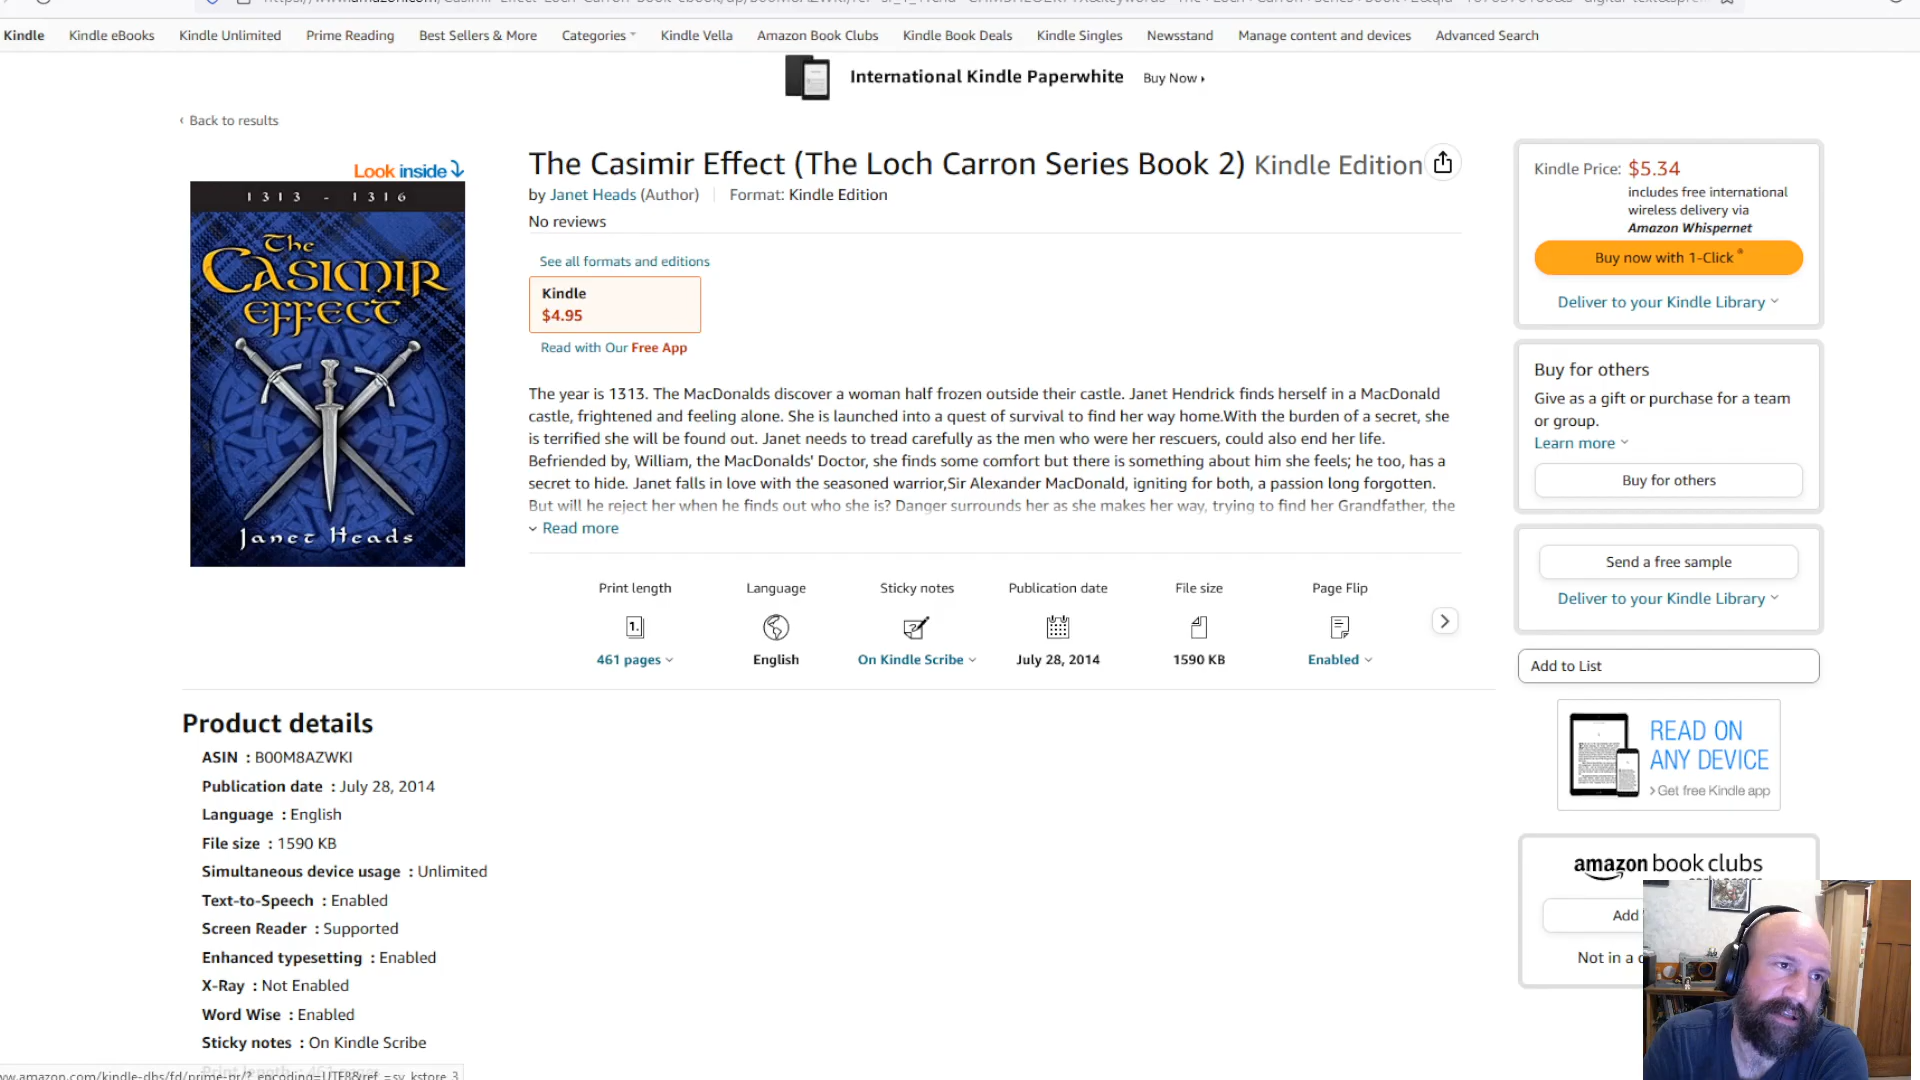 Kindle Kindle eBooks Kindle Unlimited Prime Reading Best Sellers & More Categories Kindle Vella Amazon Book Clubs Kindle Book Deals Kindle Singles Newsstand Manage content and devices Advanced Search
International Kindle Paperwhite Buy Now ›
‹ Back to results
Look inside
1313 - 1316
The
CASIMIR
EFFECT
Janet Heads
The Casimir Effect (The Loch Carron Series Book 2) Kindle Edition
by Janet Heads (Author) Format: Kindle Edition
No reviews
See all formats and editions
Kindle
$4.95
Read with Our Free App
The year is 1313. The MacDonalds discover a woman half frozen outside their castle. Janet Hendrick finds herself in a MacDonald
castle, frightened and feeling alone. She is launched into a quest of survival to find her way home.With the burden of a secret, she
is terrified she will be found out. Janet needs to tread carefully as the men who were her rescuers, could also end her life.
Befriended by, William, the MacDonalds' Doctor, she finds some comfort but there is something about him she feels; he too, has a
secret to hide. Janet falls in love with the seasoned warrior,Sir Alexander MacDonald, igniting for both, a passion long forgotten.
But will he reject her when he finds out who she is? Danger surrounds her as she makes her way, trying to find her Grandfather, the
Read more
Print length Language Sticky notes Publication date File size Page Flip
1.
461 pages English On Kindle Scribe July 28, 2014 1590 KB Enabled
Product details
ASIN : B00M8AZWKI
Publication date : July 28, 2014
Language : English
File size : 1590 KB
Simultaneous device usage : Unlimited
Text-to-Speech : Enabled
Screen Reader : Supported
Enhanced typesetting : Enabled
X-Ray : Not Enabled
Word Wise : Enabled
Sticky notes : On Kindle Scribe
Print length : 461 pages
Kindle Price: $5.34
includes free international
wireless delivery via
Amazon Whispernet
Buy now with 1-Click ®
Deliver to your Kindle Library
Buy for others
Give as a gift or purchase for a team
or group.
Learn more
Buy for others
Send a free sample
Deliver to your Kindle Library
Add to List
READ ON
ANY DEVICE
› Get free Kindle app
amazon book clubs
Add
Not in a